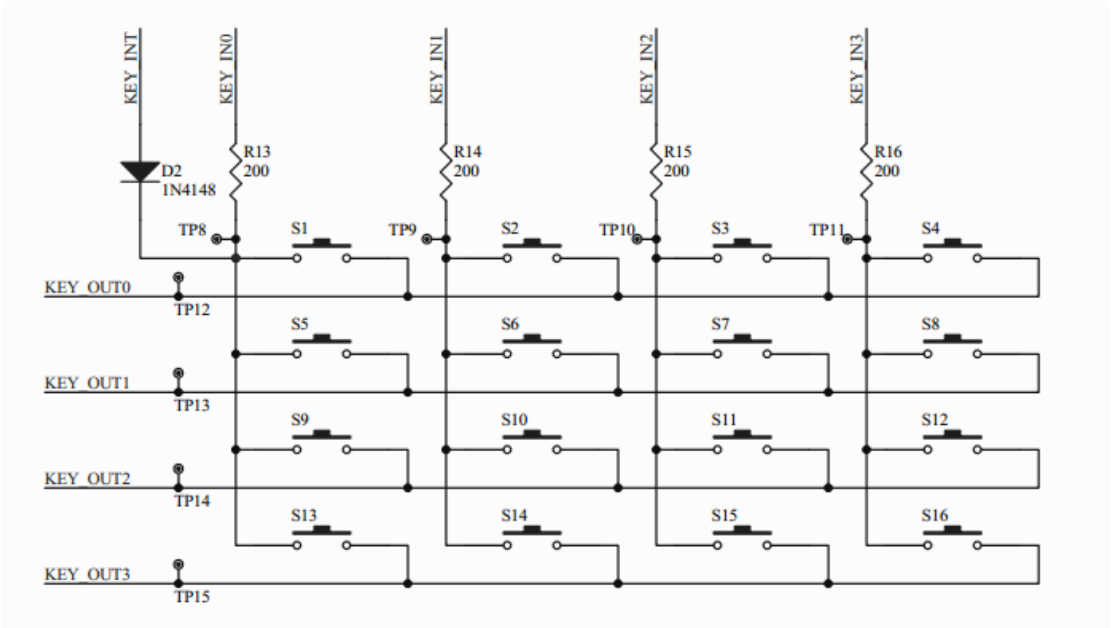 KEY_INT
KEY_IN0
KEY_IN1
KEY_IN2
KEY_IN3
D2
1N4148
R13
200
R14
200
R15
200
R16
200
TP8
S1
TP9
S2
TP10
S3
TP11
S4
KEY_OUT0
TP12
S5
S6
S7
S8
KEY_OUT1
TP13
S9
S10
S11
S12
KEY_OUT2
TP14
S13
S14
S15
S16
KEY_OUT3
TP15